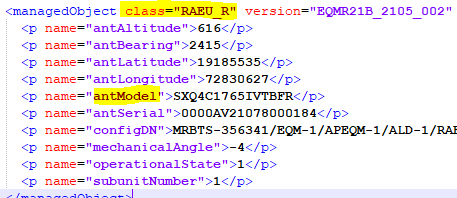 <managedObject class="RAEU_R" version="EQMR21B_2105_002"
<p name="antAltitude">616</p>
<p name="antBearing">2415</p>
<p name="antLatitude">19185535</p>
<p name="antLongitude">72830627</p>
<p name="antModel">SXQ4C1765IVTBFR</p>
<p name="antSerial">0000AV21078000184</p>
<p name="configDN">MRBTS-356341/EQM-1/APEQM-1/ALD-1/RAE
<p name="mechanicalAngle">-4</p>
<p name="operationalState">1</p>
<p name="subunitNumber">1</p>
</managedObject>